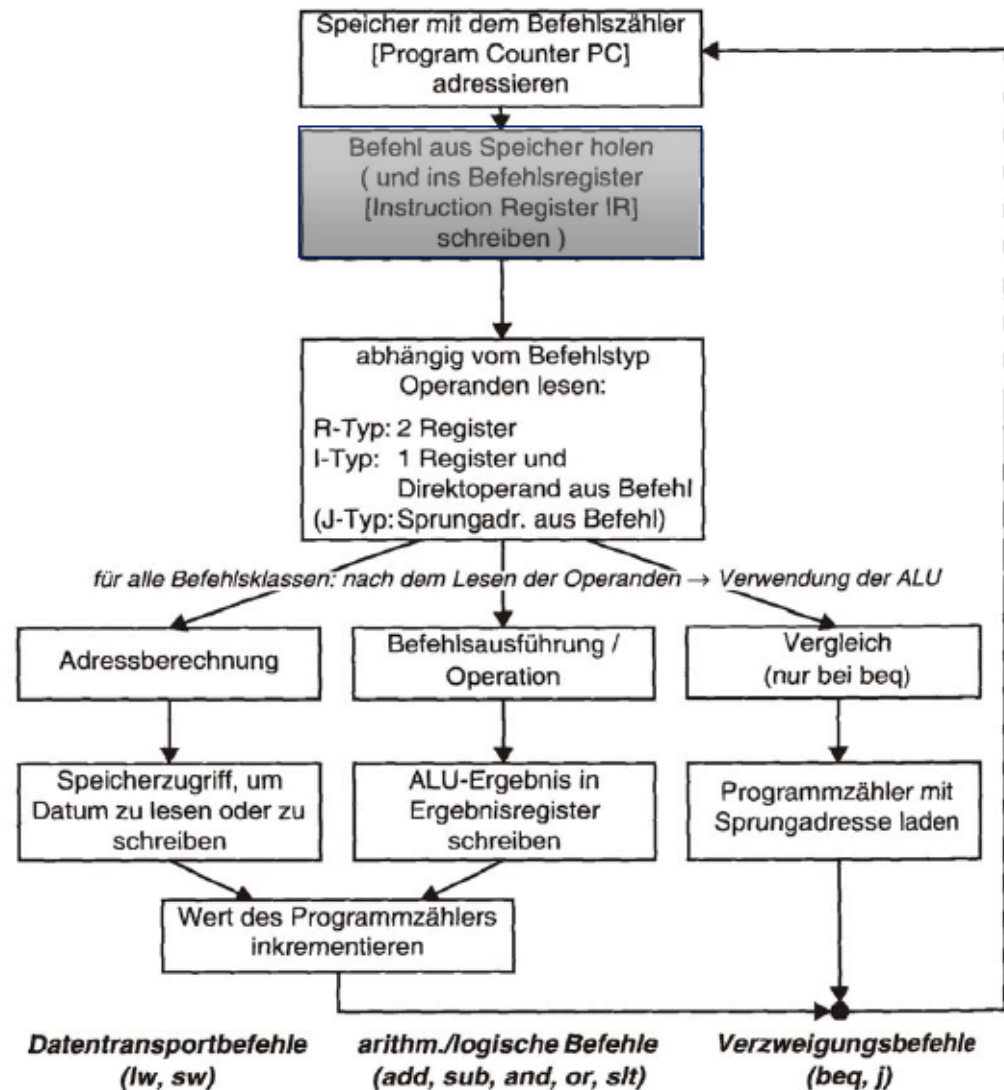 Speicher mit dem Befehlszähler
[Program Counter PC]
adressieren
Befehl aus Speicher holen
( und ins Befehlsregister
[Instruction Register IR]
schreiben )
abhängig vom Befehlstyp
Operanden lesen:
R-Typ: 2 Register
I-Typ: 1 Register und
Direktoperand aus Befehl
(J-Typ: Sprungadr. aus Befehl)
für alle Befehlsklassen: nach dem Lesen der Operanden → Verwendung der ALU
Adressberechnung
Befehlsausführung /
Operation
Vergleich
(nur bei beq)
Speicherzugriff, um
Datum zu lesen oder zu
schreiben
ALU-Ergebnis in
Ergebnisregister
schreiben
Programmzähler mit
Sprungadresse laden
Wert des Programmzählers
inkrementieren
Datentransportbefehle
(lw, sw)
arithm./logische Befehle
(add, sub, and, or, slt)
Verzweigungsbefehle
(beq, j)